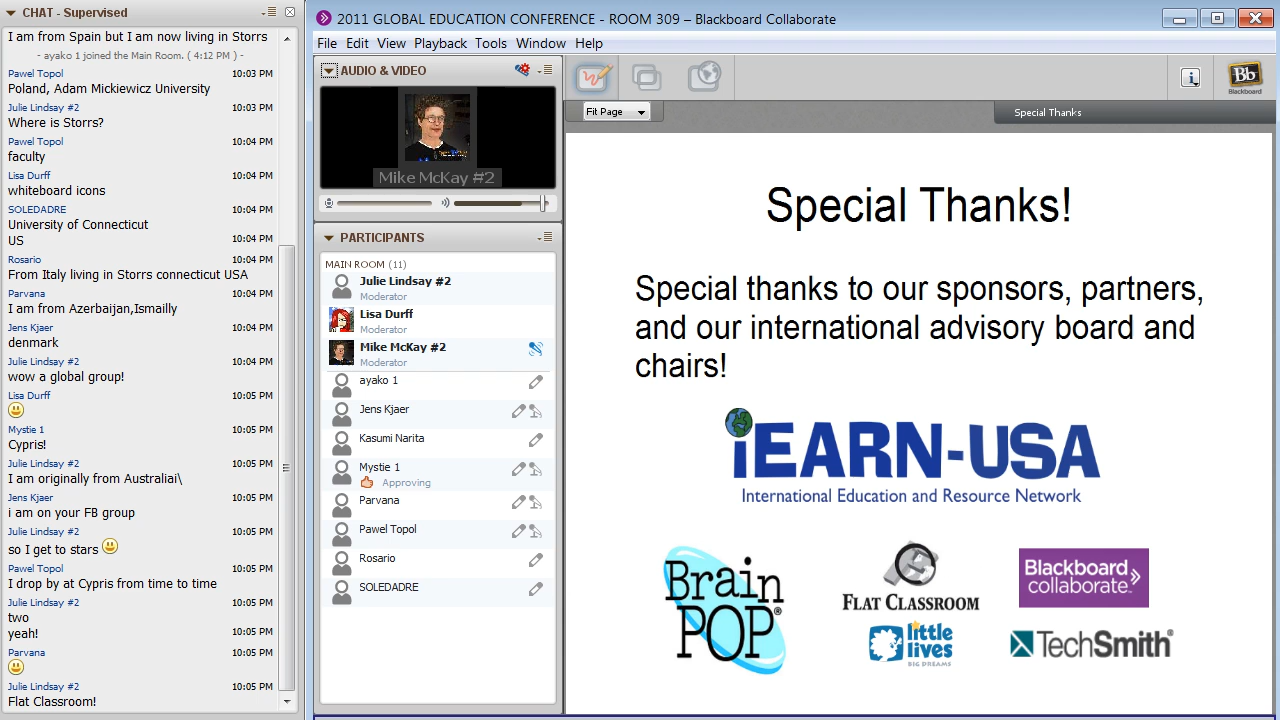 CHAT - Supervised
I am from Spain but I am now living in Storrs
- ayako 1 joined the Main Room. ( 4:12 PM ) -
Pawel Topol 10:03 PM
Poland, Adam Mickiewicz University
Julie Lindsay #2 10:03 PM
Where is Storrs?
Pawel Topol 10:04 PM
faculty
Lisa Durff 10:04 PM
whiteboard icons
SOLEDADRE 10:04 PM
University of Connecticut
US 10:04 PM
Rosario 10:04 PM
From Italy living in Storrs connecticut USA
Parvana 10:04 PM
I am from Azerbaijan,Ismailly
Jens Kjaer 10:04 PM
denmark
Julie Lindsay #2 10:04 PM
wow a global group!
Lisa Durff 10:05 PM
Mystie 1 10:05 PM
Cypris!
Julie Lindsay #2 10:05 PM
I am originally from Australiai\
Jens Kjaer 10:05 PM
i am on your FB group
Julie Lindsay #2 10:05 PM
so I get to stars
Pawel Topol 10:05 PM
I drop by at Cypris from time to time
Julie Lindsay #2 10:05 PM
two
yeah! 10:05 PM
Parvana 10:05 PM
Julie Lindsay #2 10:05 PM
Flat Classroom!
2011 GLOBAL EDUCATION CONFERENCE - ROOM 309 – Blackboard Collaborate
File Edit View Playback Tools Window Help
AUDIO & VIDEO
Mike McKay #2
PARTICIPANTS
MAIN ROOM (11)
Julie Lindsay #2
Moderator
Lisa Durff
Moderator
Mike McKay #2
Moderator
ayako 1
Jens Kjaer
Kasumi Narita
Mystie 1
Approving
Parvana
Pawel Topol
Rosario
SOLEDADRE
Bb
Blackboard
Fit Page
Special Thanks
Special Thanks!
Special thanks to our sponsors, partners,
and our international advisory board and
chairs!
iEARN-USA
International Education and Resource Network
Brain
POP®
FLAT CLASSROOM
little
lives
BIG DREAMS
Blackboard
collaborate™
TechSmith®